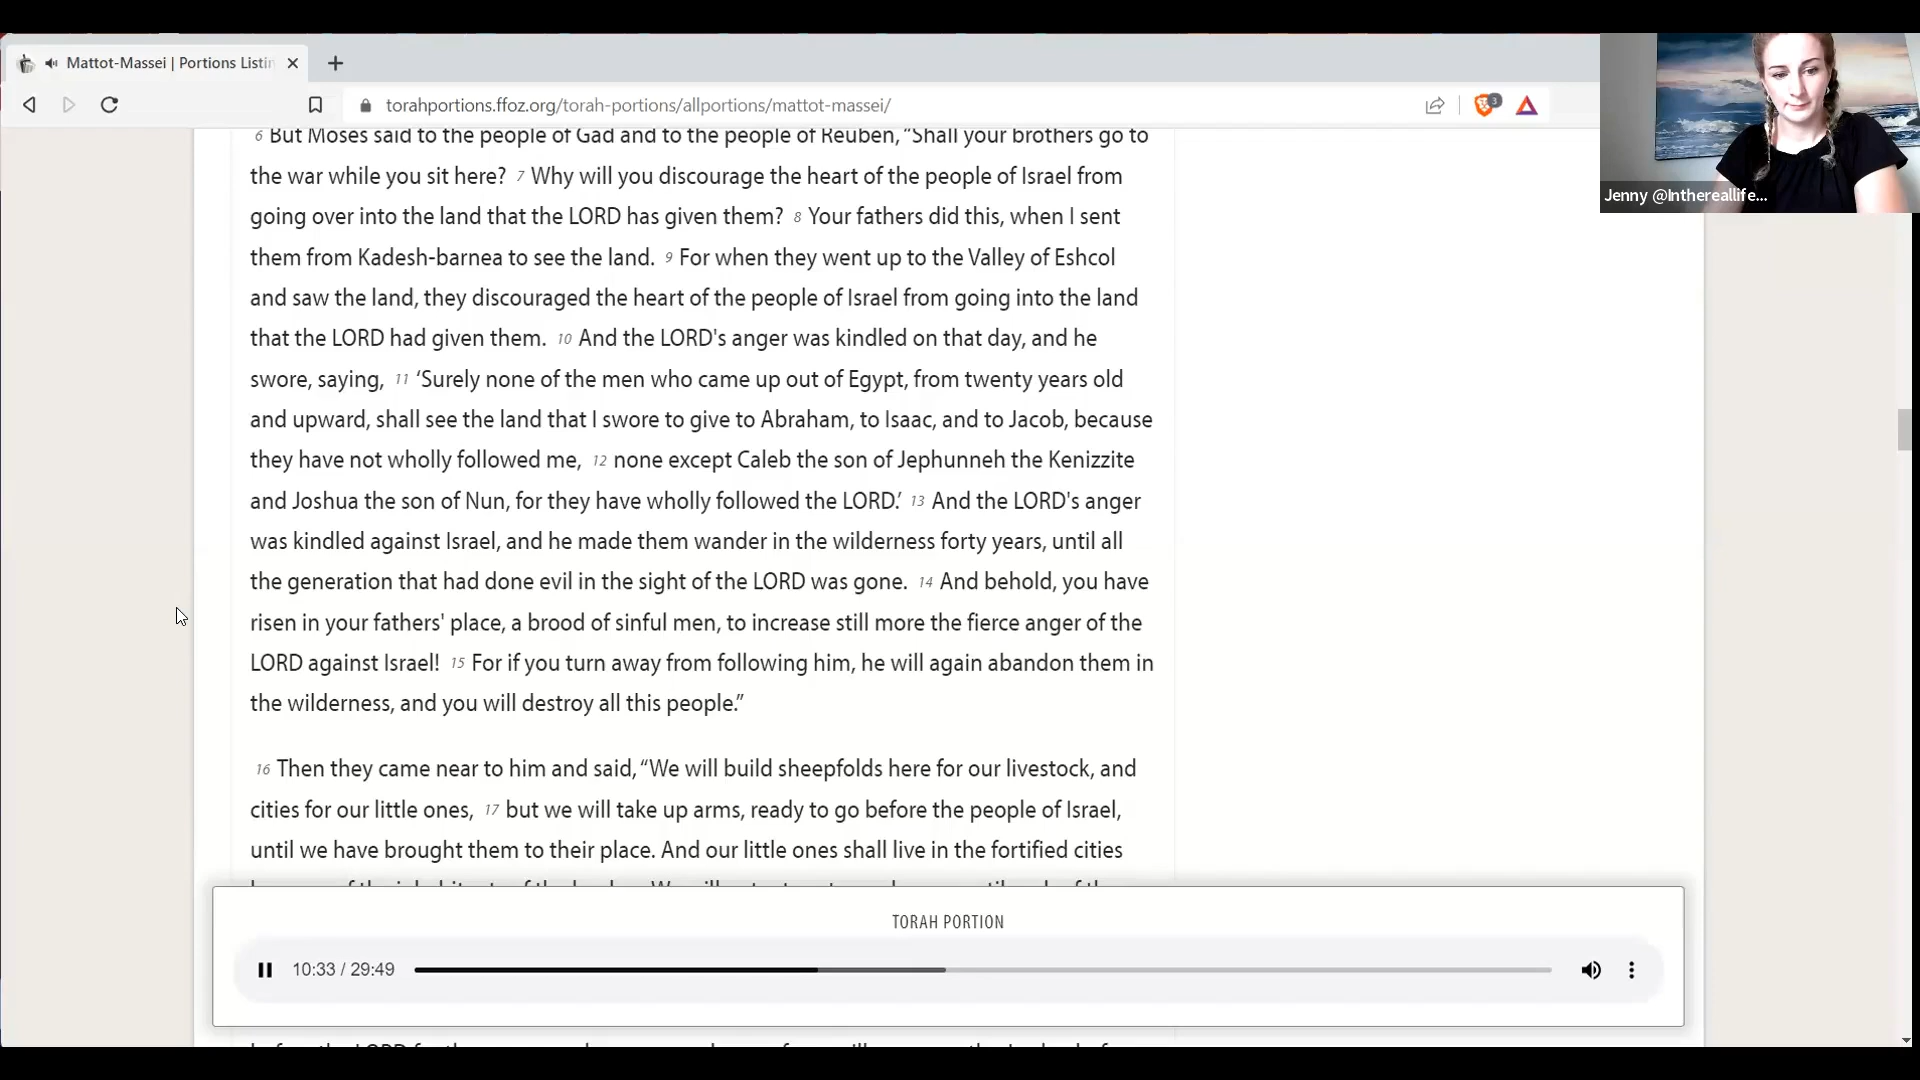 Mattot-Massei | Portions Listin
torahportions.ffoz.org/torah-portions/allportions/mattot-massei/
3
Jenny @Inthereallife...
6 But Moses said to the people of Gad and to the people of Reuben, “Shall your brothers go to
the war while you sit here? 7 Why will you discourage the heart of the people of Israel from
going over into the land that the LORD has given them? 8 Your fathers did this, when I sent
them from Kadesh-barnea to see the land. 9 For when they went up to the Valley of Eshcol
and saw the land, they discouraged the heart of the people of Israel from going into the land
that the LORD had given them. 10 And the LORD's anger was kindled on that day, and he
swore, saying, 11 ‘Surely none of the men who came up out of Egypt, from twenty years old
and upward, shall see the land that I swore to give to Abraham, to Isaac, and to Jacob, because
they have not wholly followed me, 12 none except Caleb the son of Jephunneh the Kenizzite
and Joshua the son of Nun, for they have wholly followed the LORD.’ 13 And the LORD's anger
was kindled against Israel, and he made them wander in the wilderness forty years, until all
the generation that had done evil in the sight of the LORD was gone. 14 And behold, you have
risen in your fathers' place, a brood of sinful men, to increase still more the fierce anger of the
LORD against Israel! 15 For if you turn away from following him, he will again abandon them in
the wilderness, and you will destroy all this people.”
16 Then they came near to him and said, “We will build sheepfolds here for our livestock, and
cities for our little ones, 17 but we will take up arms, ready to go before the people of Israel,
until we have brought them to their place. And our little ones shall live in the fortified cities
TORAH PORTION
10:33 / 29:49